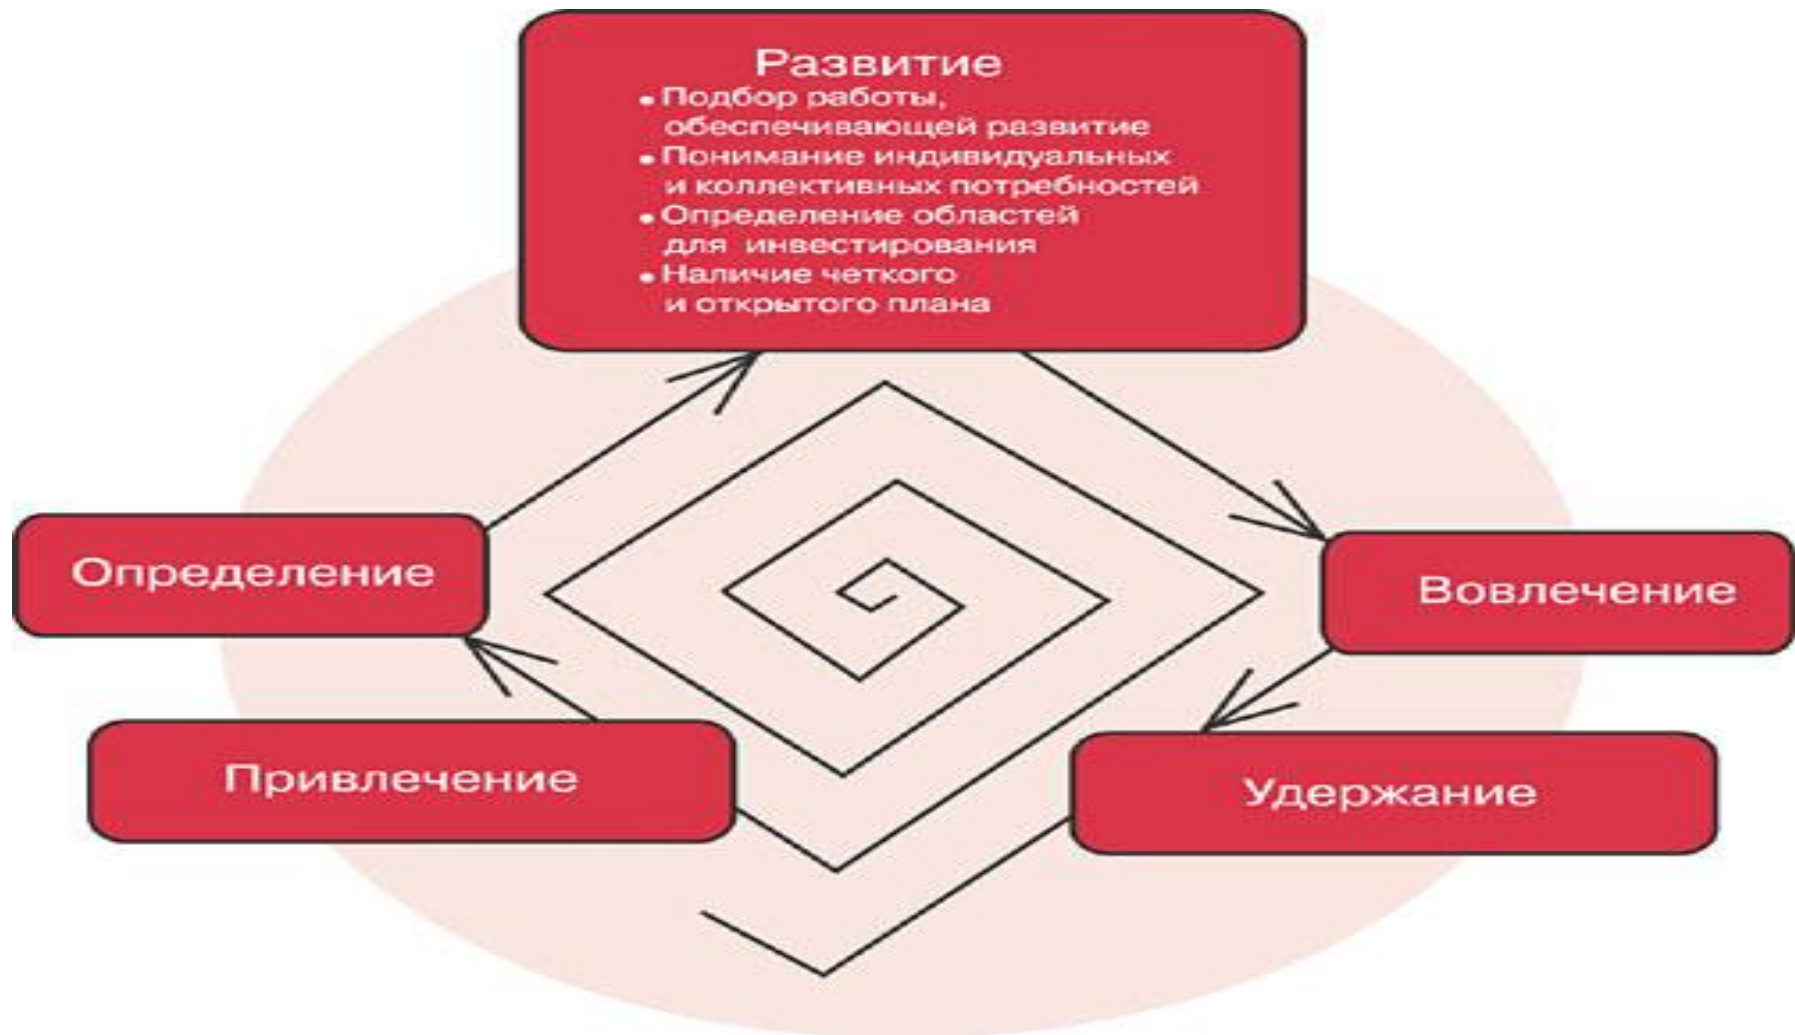 Развитие
• Подбор работы,
обеспечивающей развитие
• Понимание индивидуальных
и коллективных потребностей
• Определение областей
для инвестирования
• Наличие четкого
и открытого плана
Определение
Вовлечение
Привлечение
Удержание